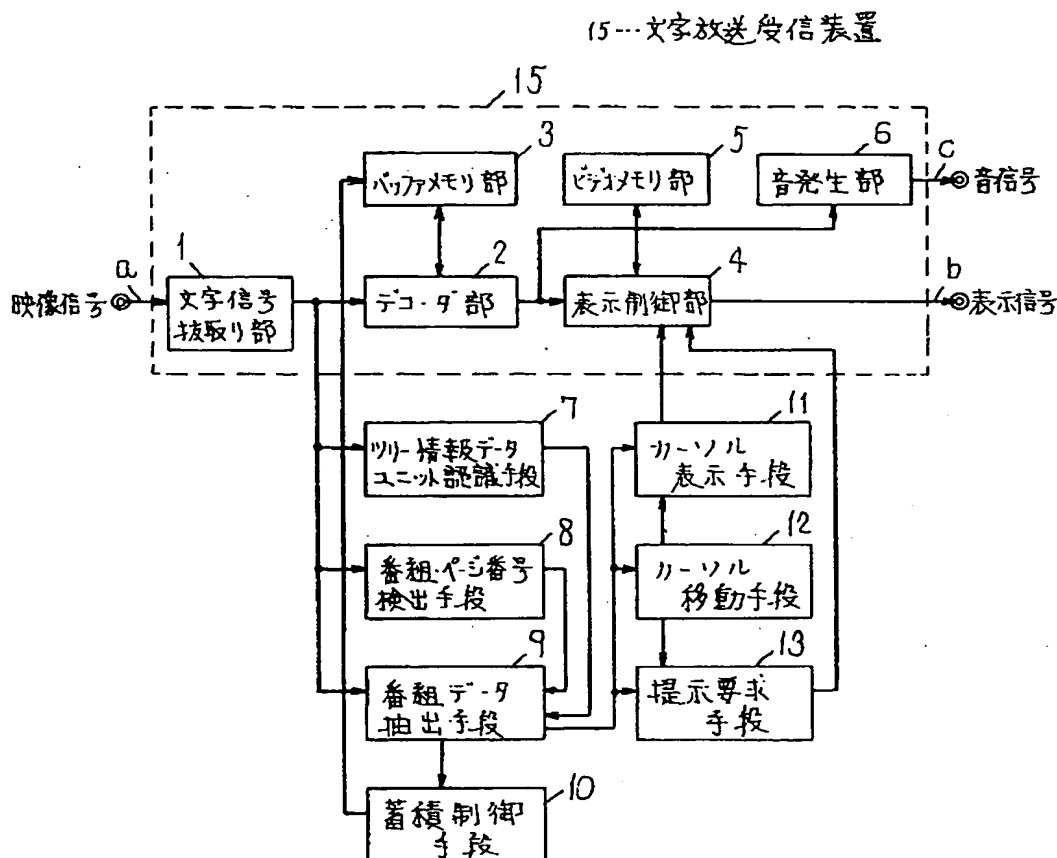 15…文字放送受信装置
15
3
5
6
バッファメモリ部
ビデオメモリ部
音発生部
c
音信号
1
2
4
a
b
映像信号
文字信号
抜取り部
デコーダ部
表示制御部
表示信号
7
11
ツリー情報データ
ユニット認識手段
カーソル
表示手段
8
12
番組・ページ番号
検出手段
カーソル
移動手段
9
13
番組データ
抽出手段
提示要求
手段
10
蓄積制御
手段